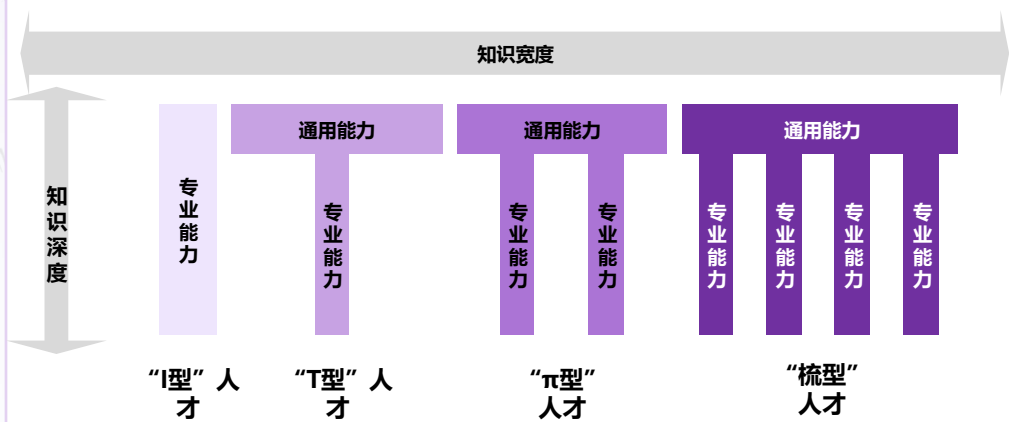 知识宽度
知识深度
专业能力
通用能力
专业能力
通用能力
专业能力
专业能力
通用能力
专业能力
专业能力
专业能力
专业能力
“I型”人
才
“T型”人
才
“π型”
人才
“梳型”
人才